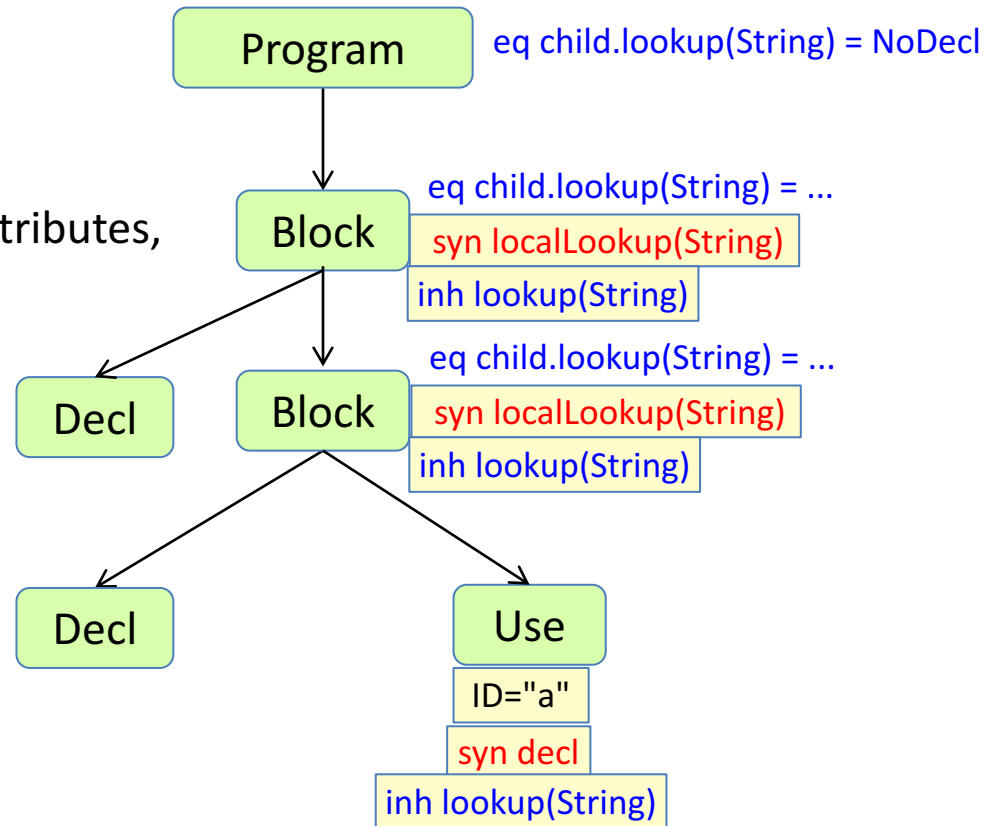 Program
eq child.lookup(String) = NoDecl
eq child.lookup(String) = ...
tributes,
Block
syn localLookup(String)
inh lookup(String)
eq child.lookup(String) = ...
Decl
Block
syn localLookup(String)
inh lookup(String)
Decl
Use
ID="a"
syn decl
inh lookup(String)